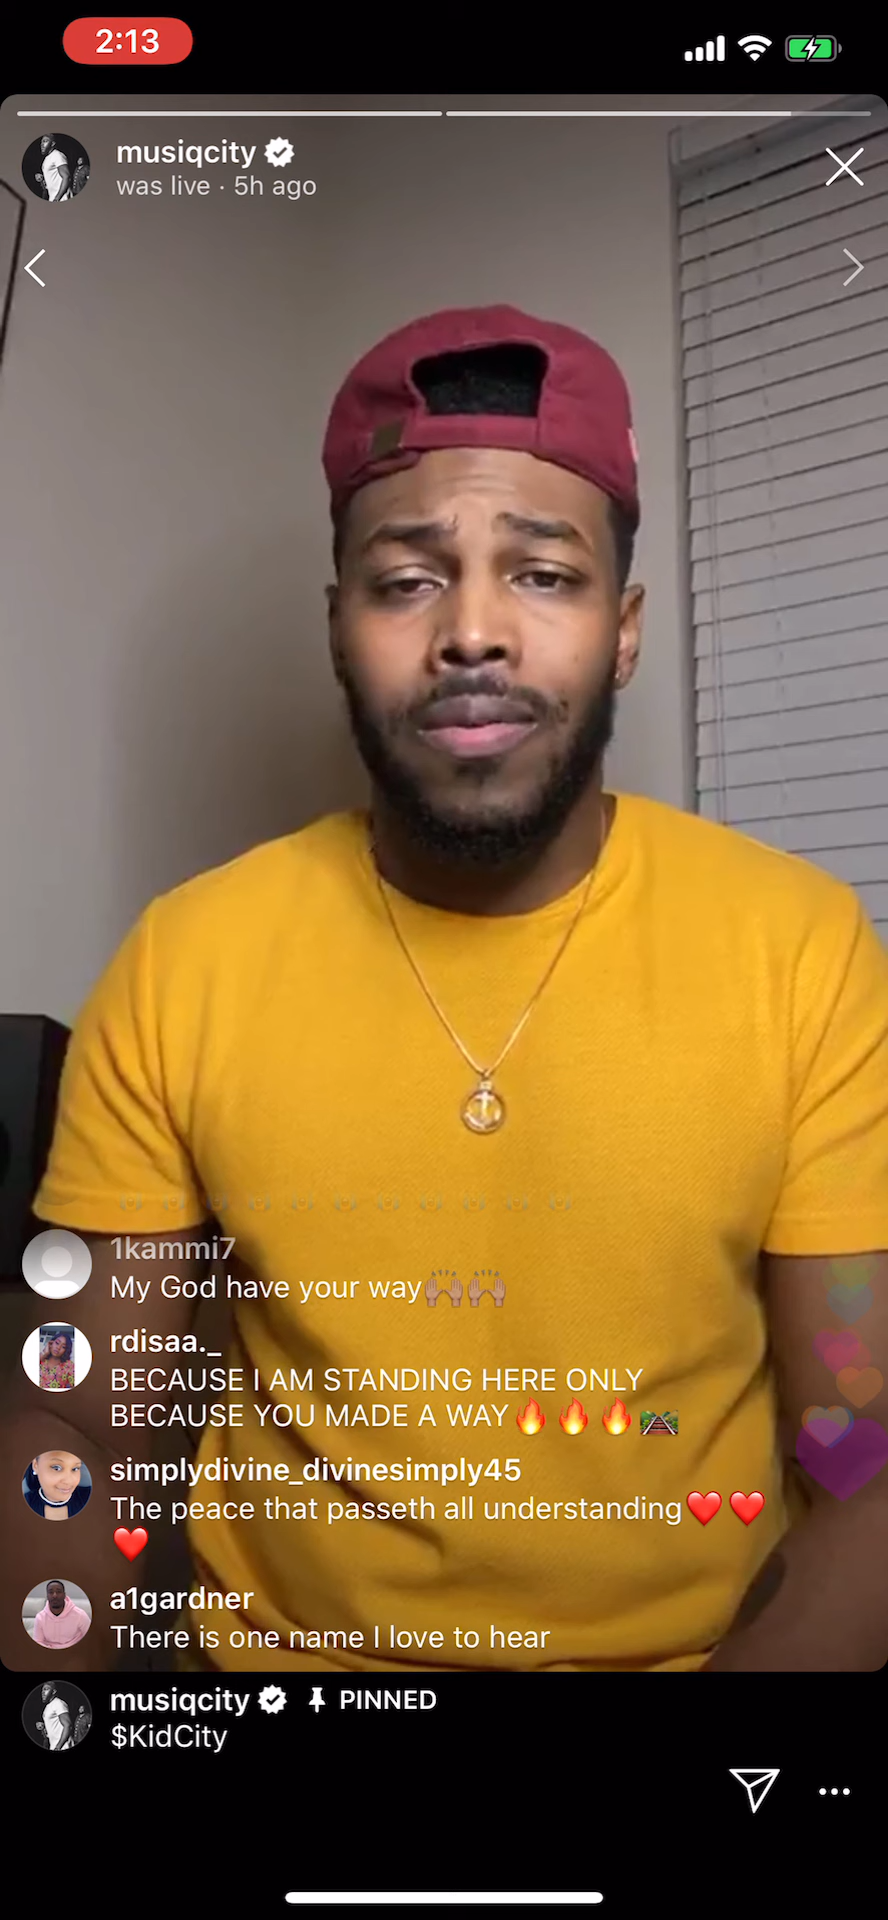 2:13
musiqcity
was live · 5h ago
1kammi7
My God have your way🙌🏽🙌🏽
rdisaa._
BECAUSE I AM STANDING HERE ONLY
BECAUSE YOU MADE A WAY🔥🔥🔥🛤️
simplydivine_divinesimply45
The peace that passeth all understanding❤️❤️
❤️
a1gardner
There is one name I love to hear
musiqcity PINNED
$KidCity